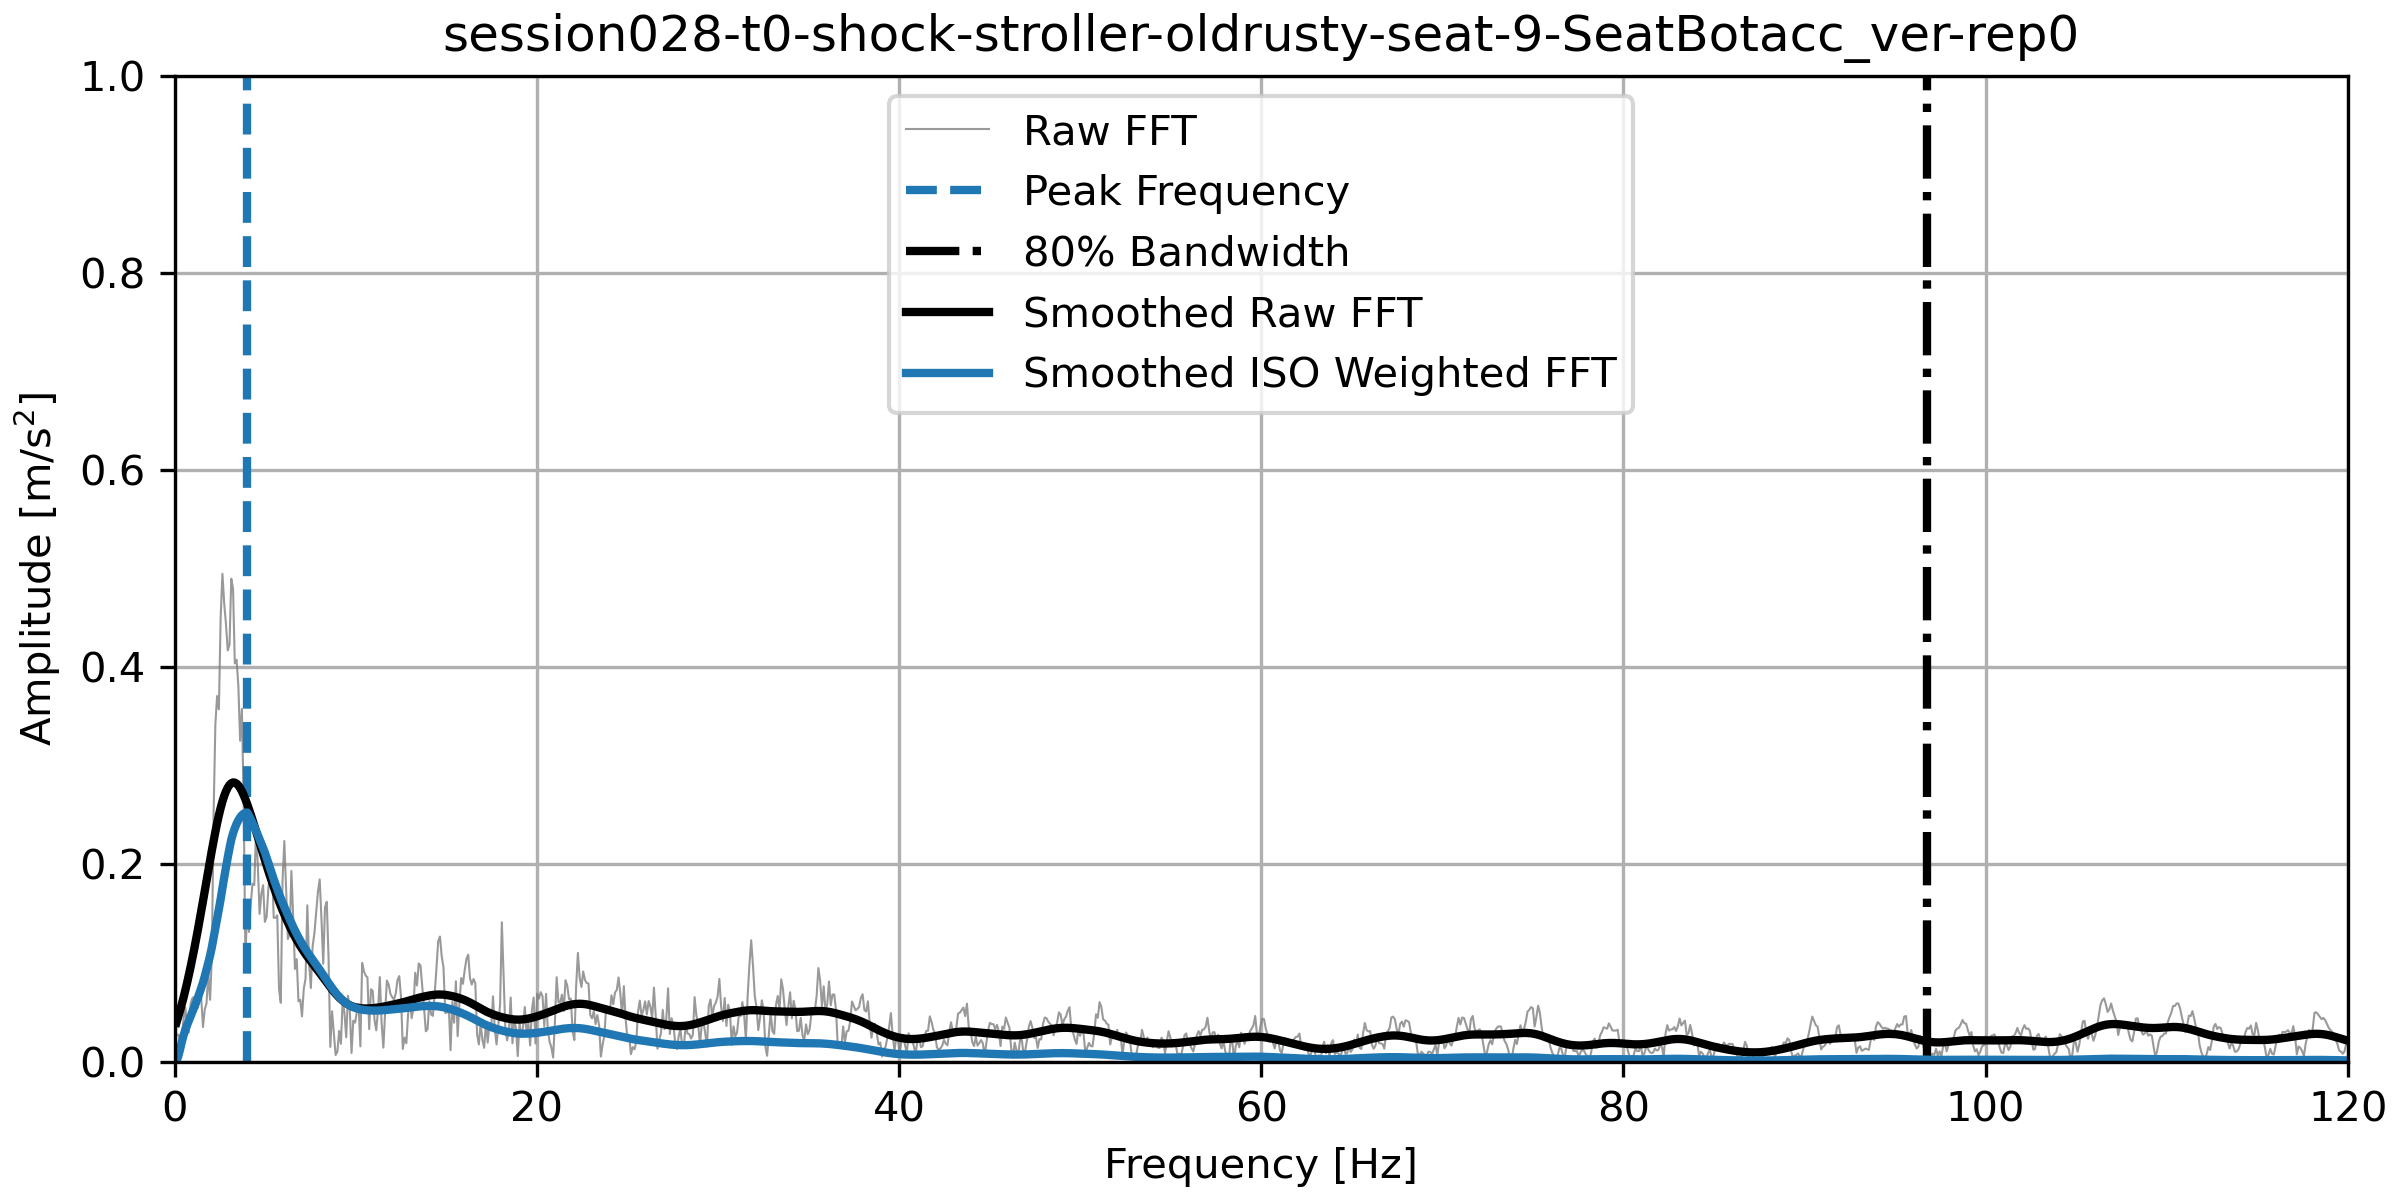 session028-t0-shock-stroller-oldrusty-seat-9-SeatBotacc_ver-rep0
1.0
0.8
0.6
0.4
0.2
0.0
Amplitude [m/s²]
Raw FFT
Peak Frequency
80% Bandwidth
Smoothed Raw FFT
Smoothed ISO Weighted FFT
0 20 40 60 80 100 120
Frequency [Hz]